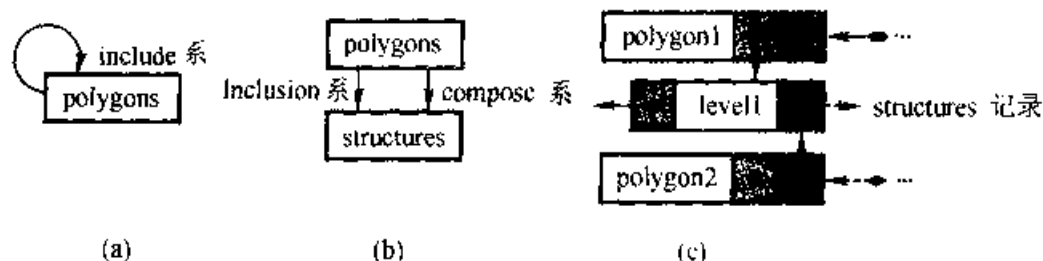 include 系
polygons
(a)
polygons
Inclusion 系
compose 系
structures
(b)
polygon1
...
level1
structures 记录
polygon2
...
(c)